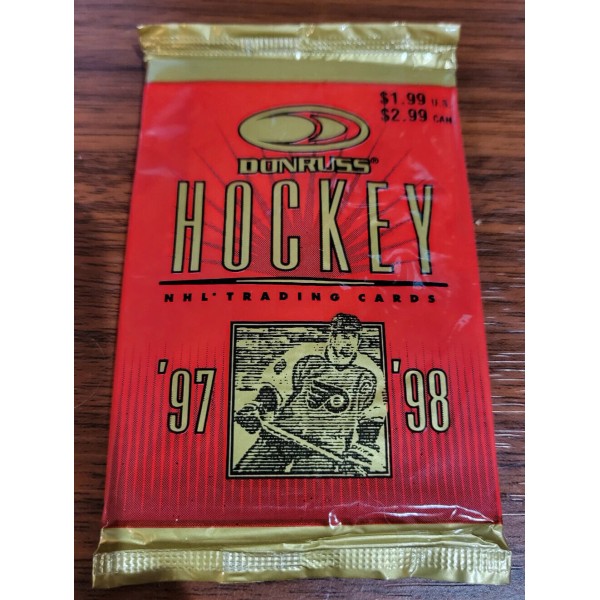 $1.99 U.S.
$2.99 CAN
DONRUSS®
HOCKEY
NHL® TRADING CARDS
'97 '98